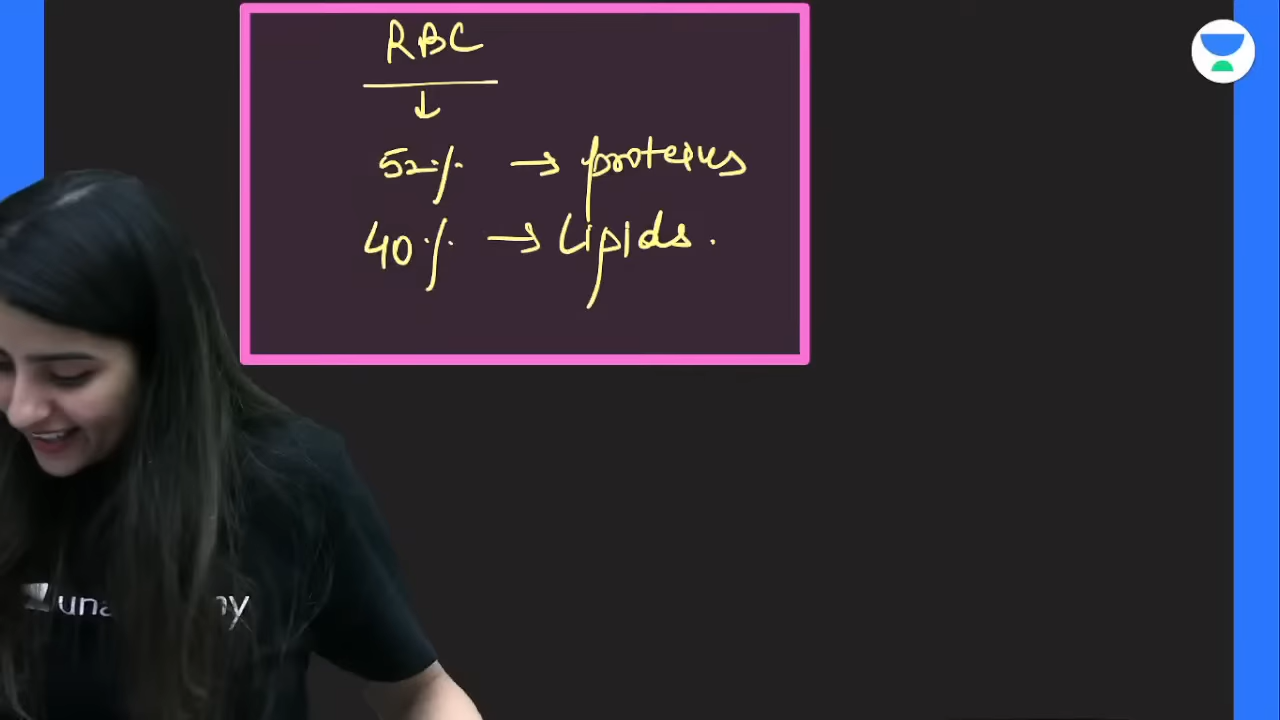 RBC
↓
52% → proteins
40% → Lipids.